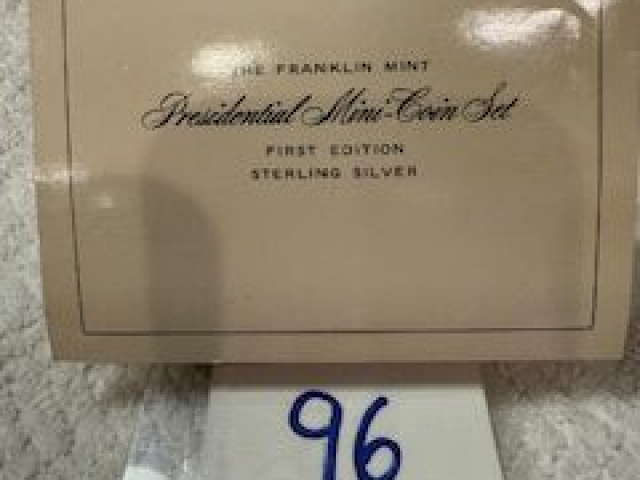 THE FRANKLIN MINT
Presidential Mini-Coin Set
FIRST EDITION
STERLING SILVER
96